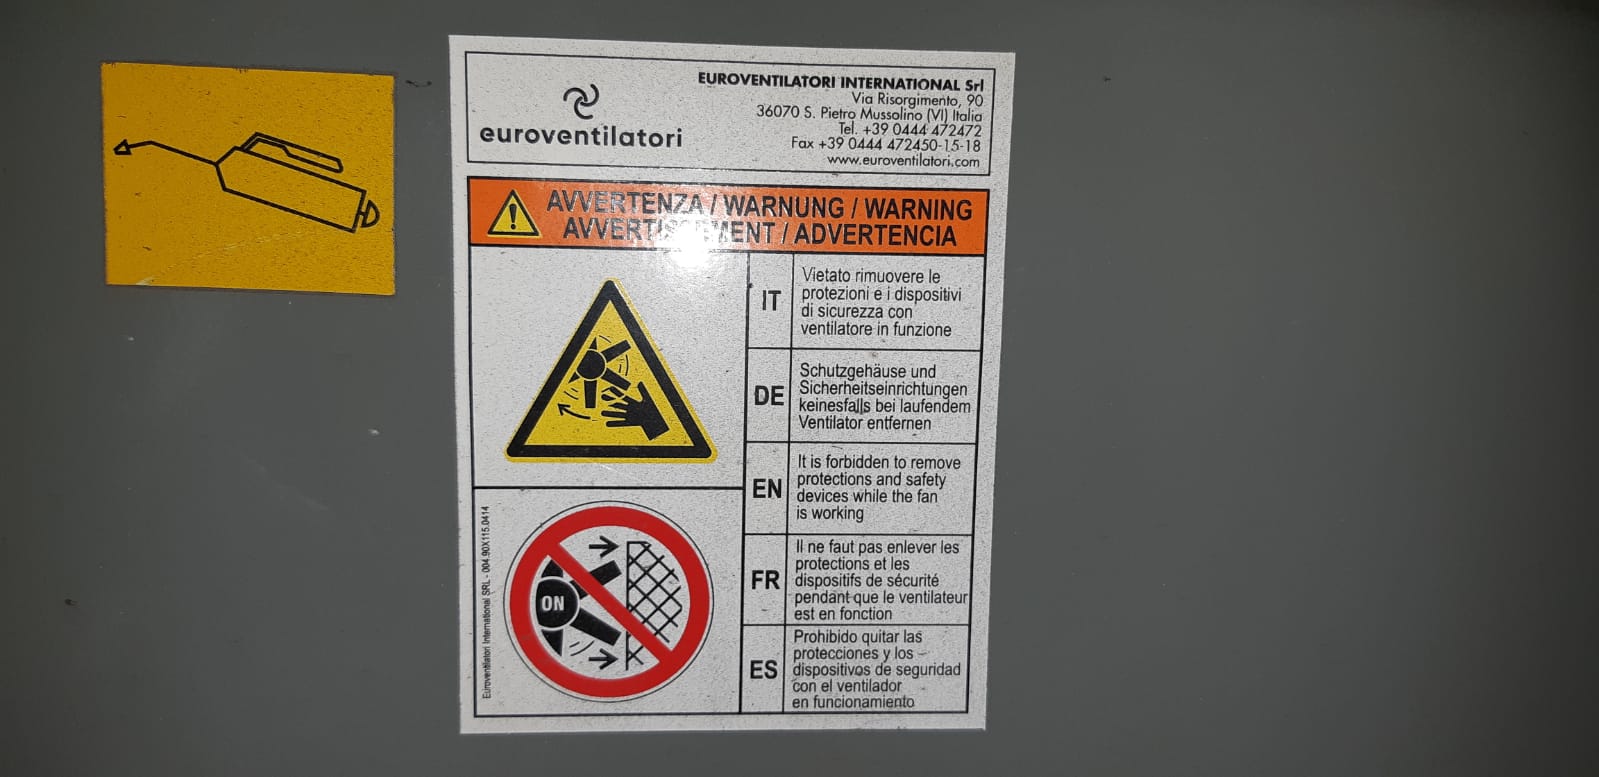 euroventilatori
EUROVENTILATORI INTERNATIONAL Srl
Via Risorgimento, 90
36070 S. Pietro Mussolino (VI) Italia
Tel. +39 0444 472472
Fax +39 0444 472450-15-18
www.euroventilatori.com
AVVERTENZA / WARNUNG / WARNING
AVVERTISSEMENT / ADVERTENCIA
IT
Vietato rimuovere le
protezioni e i dispositivi
di sicurezza con
ventilatore in funzione
DE
Schutzgehäuse und
Sicherheitseinrichtungen
keinesfalls bei laufendem
Ventilator entfernen
EN
It is forbidden to remove
protections and safety
devices while the fan
is working
FR
Il ne faut pas enlever les
protections et les
dispositifs de sécurité
pendant que le ventilateur
est en fonction
ES
Prohibido quitar las
protecciones y los
dispositivos de seguridad
con el ventilador
en funcionamiento
ON
Euroventilatori International SRL - 004.90X115.0414